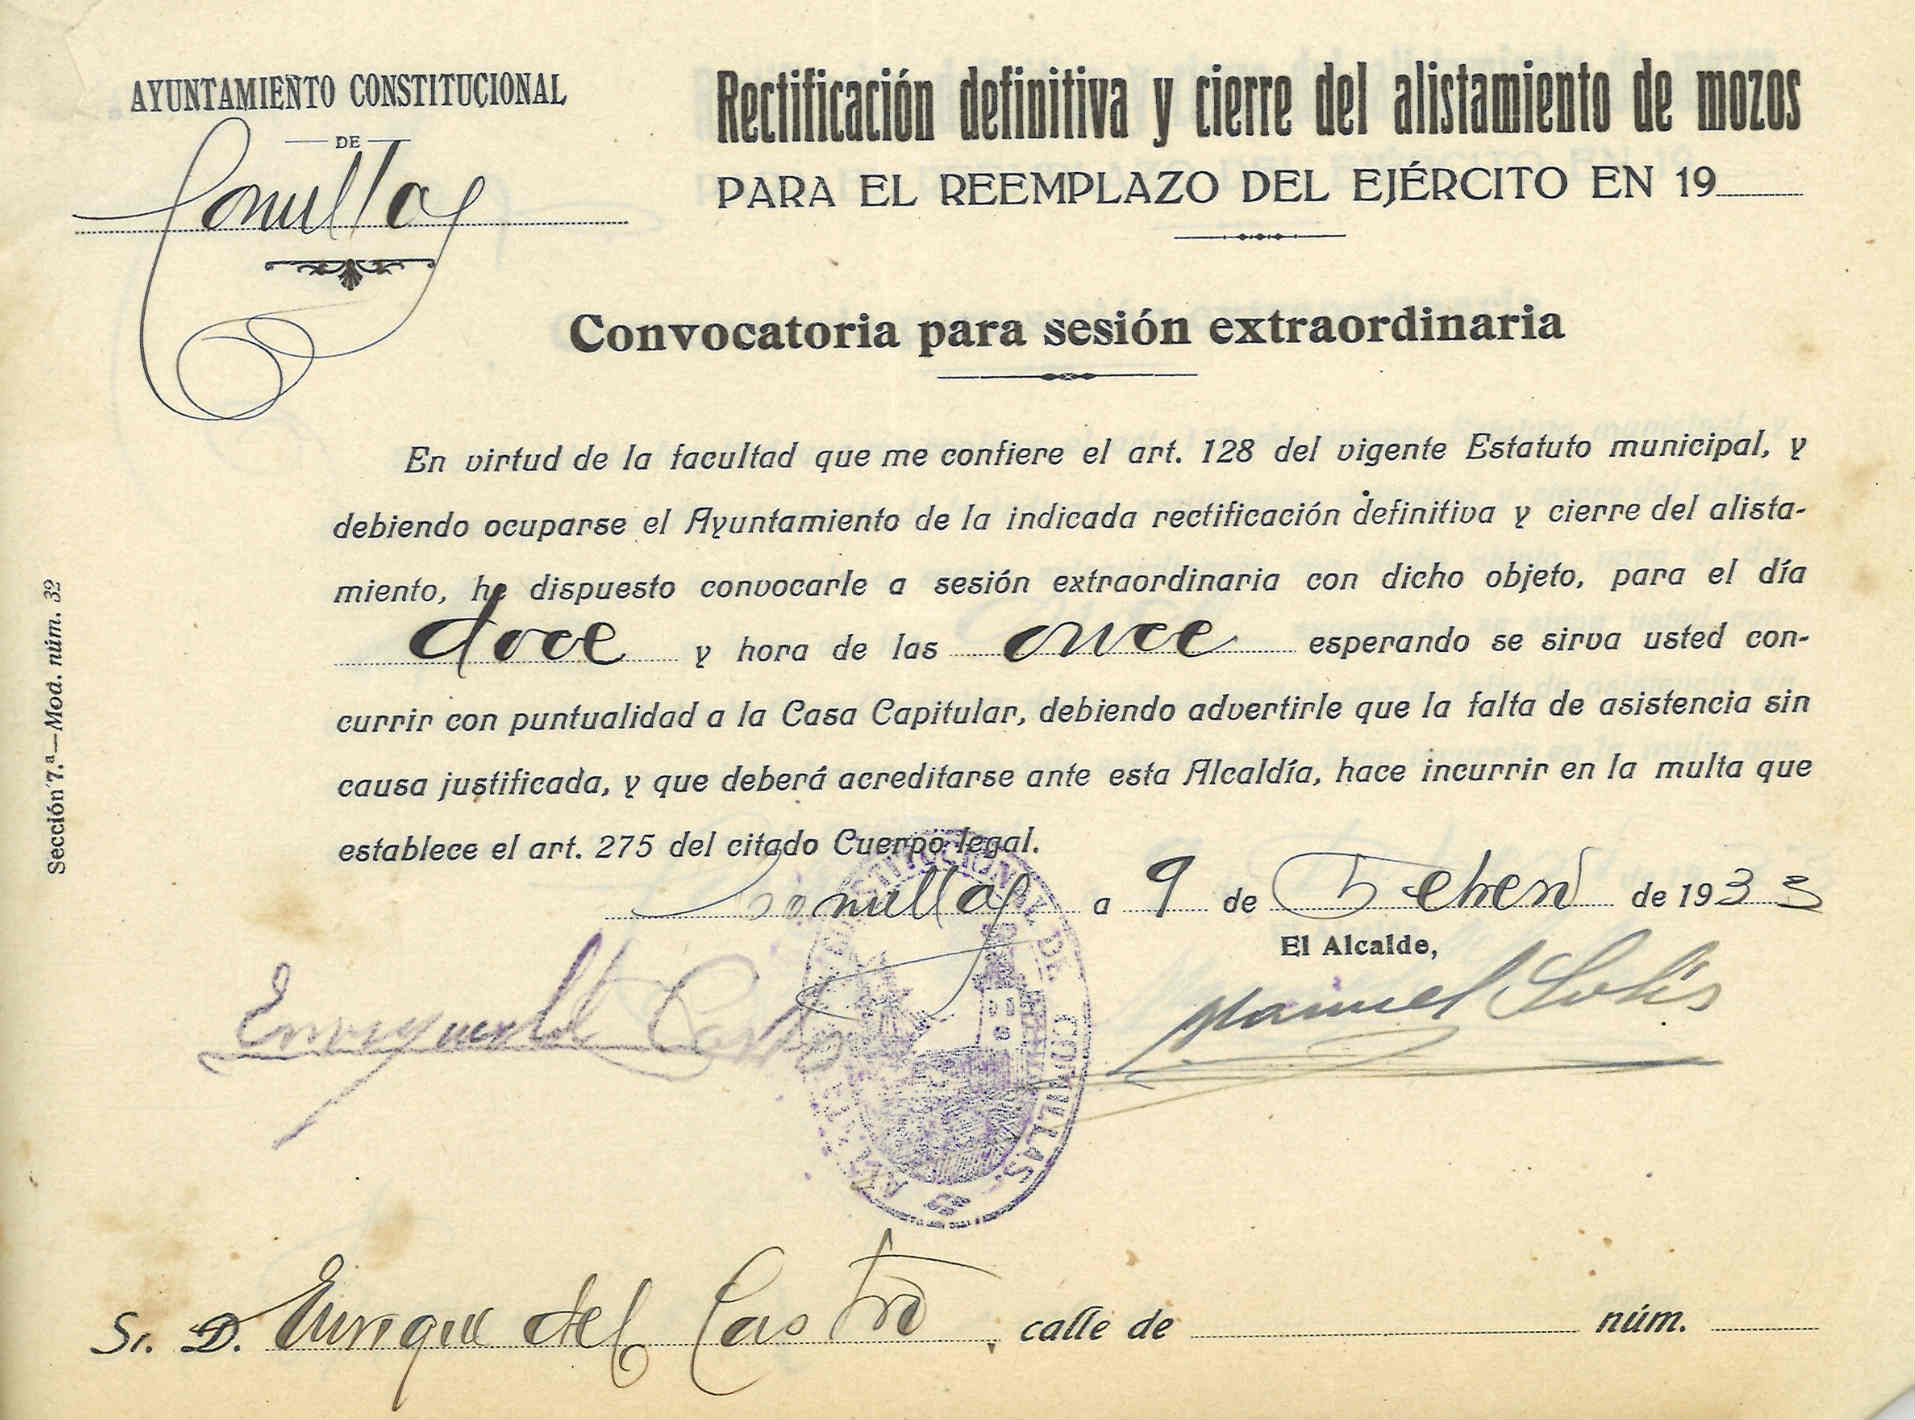 AYUNTAMIENTO CONSTITUCIONAL
DE
Comillas
Rectificación definitiva y cierre del alistamiento de mozos
PARA EL REEMPLAZO DEL EJÉRCITO EN 19
Convocatoria para sesión extraordinaria
En virtud de la facultad que me confiere el art. 128 del vigente Estatuto municipal, y
debiendo ocuparse el Ayuntamiento de la indicada rectificación definitiva y cierre del alista-
miento, he dispuesto convocarle a sesión extraordinaria con dicho objeto, para el día
doce y hora de las once esperando se sirva usted con-
currir con puntualidad a la Casa Capitular, debiendo advertirle que la falta de asistencia sin
causa justificada, y que deberá acreditarse ante esta Alcaldía, hace incurrir en la multa que
establece el art. 275 del citado Cuerpo legal.
Comillas a 9 de Febrero de 1933
El Alcalde,
Manuel Solís
Enrique del Castro
CONSTITUCIONAL DE COMILLAS
Sr. D. Enrique del Castro, calle de núm.
Sección 7.ª—Mod. núm. 32